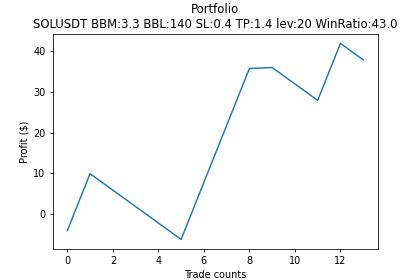 Portfolio
SOLUSDT BBM:3.3 BBL:140 SL:0.4 TP:1.4 lev:20 WinRatio:43.0
40
30
20
10
0
Profit ($)
0 2 4 6 8 10 12
Trade counts